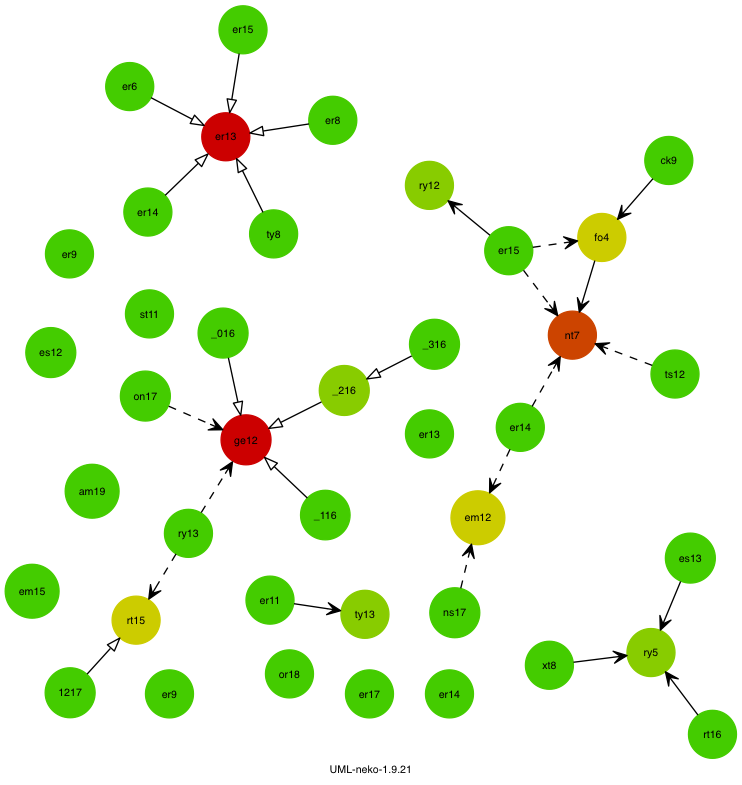 er15
er6
er8
er13
ck9
ry12
er14
ty8
fo4
er15
er9
st11
_016
nt7
_316
es12
ts12
_216
on17
er14
er13
ge12
am19
_116
em12
ry13
es13
em15
er11
ns17
ty13
rt15
ry5
xt8
or18
1217
er9
er17
er14
rt16
UML-neko-1.9.21